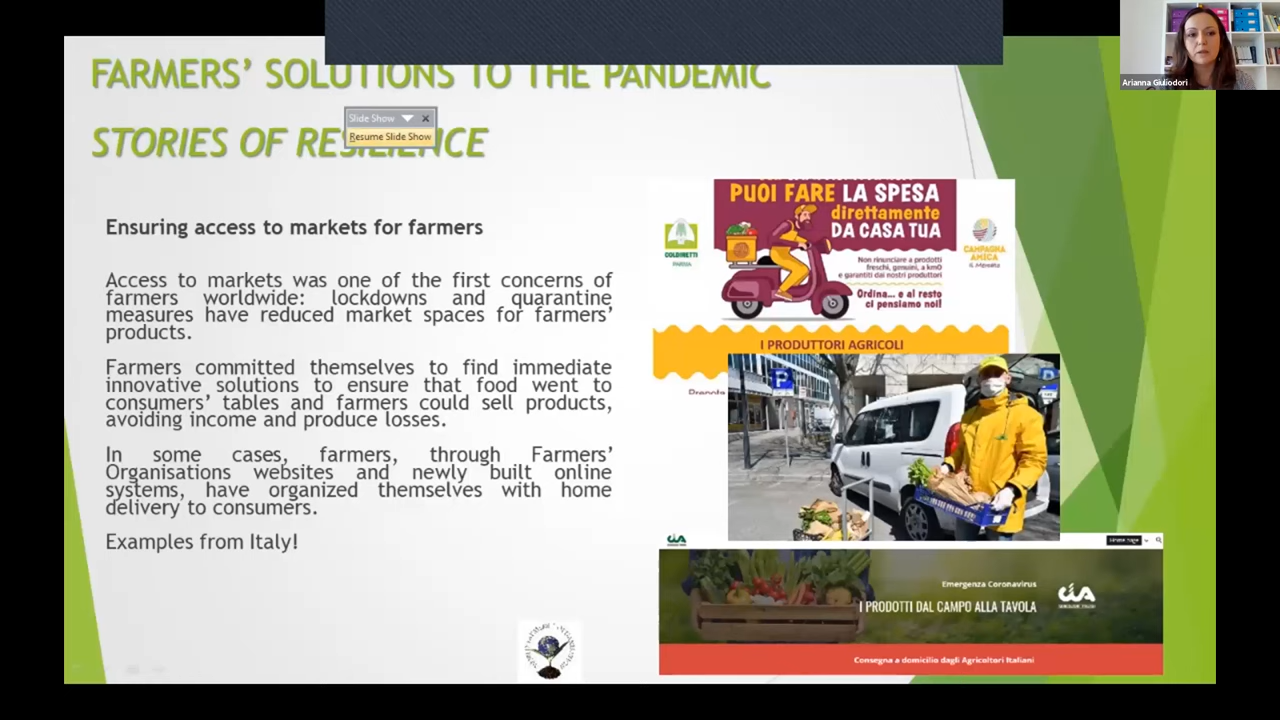 Arianna Giuliodori
FARMERS' SOLUTIONS TO THE PANDEMIC
Slide Show
Resume Slide Show
STORIES OF RESILIENCE
Ensuring access to markets for farmers
Access to markets was one of the first concerns of
farmers worldwide: lockdowns and quarantine
measures have reduced market spaces for farmers'
products.
Farmers committed themselves to find immediate
innovative solutions to ensure that food went to
consumers' tables and farmers could sell products,
avoiding income and produce losses.
In some cases, farmers, through Farmers'
Organisations websites and newly built online
systems, have organized themselves with home
delivery to consumers.
Examples from Italy!
PUOI FARE LA SPESA
direttamente
DA CASA TUA
COLDIRETTI
PARMA
CAMPAGNA
AMICA
Non rinunciare a prodotti
freschi, genuini, a km0
e garantiti dai nostri produttori
Ordina... e al resto
ci pensiamo noi!
I PRODUTTORI AGRICOLI
Prenota
P
Emergenza Coronavirus
I PRODOTTI DAL CAMPO ALLA TAVOLA
CIA
Consegna a domicilio dagli Agricoltori Italiani